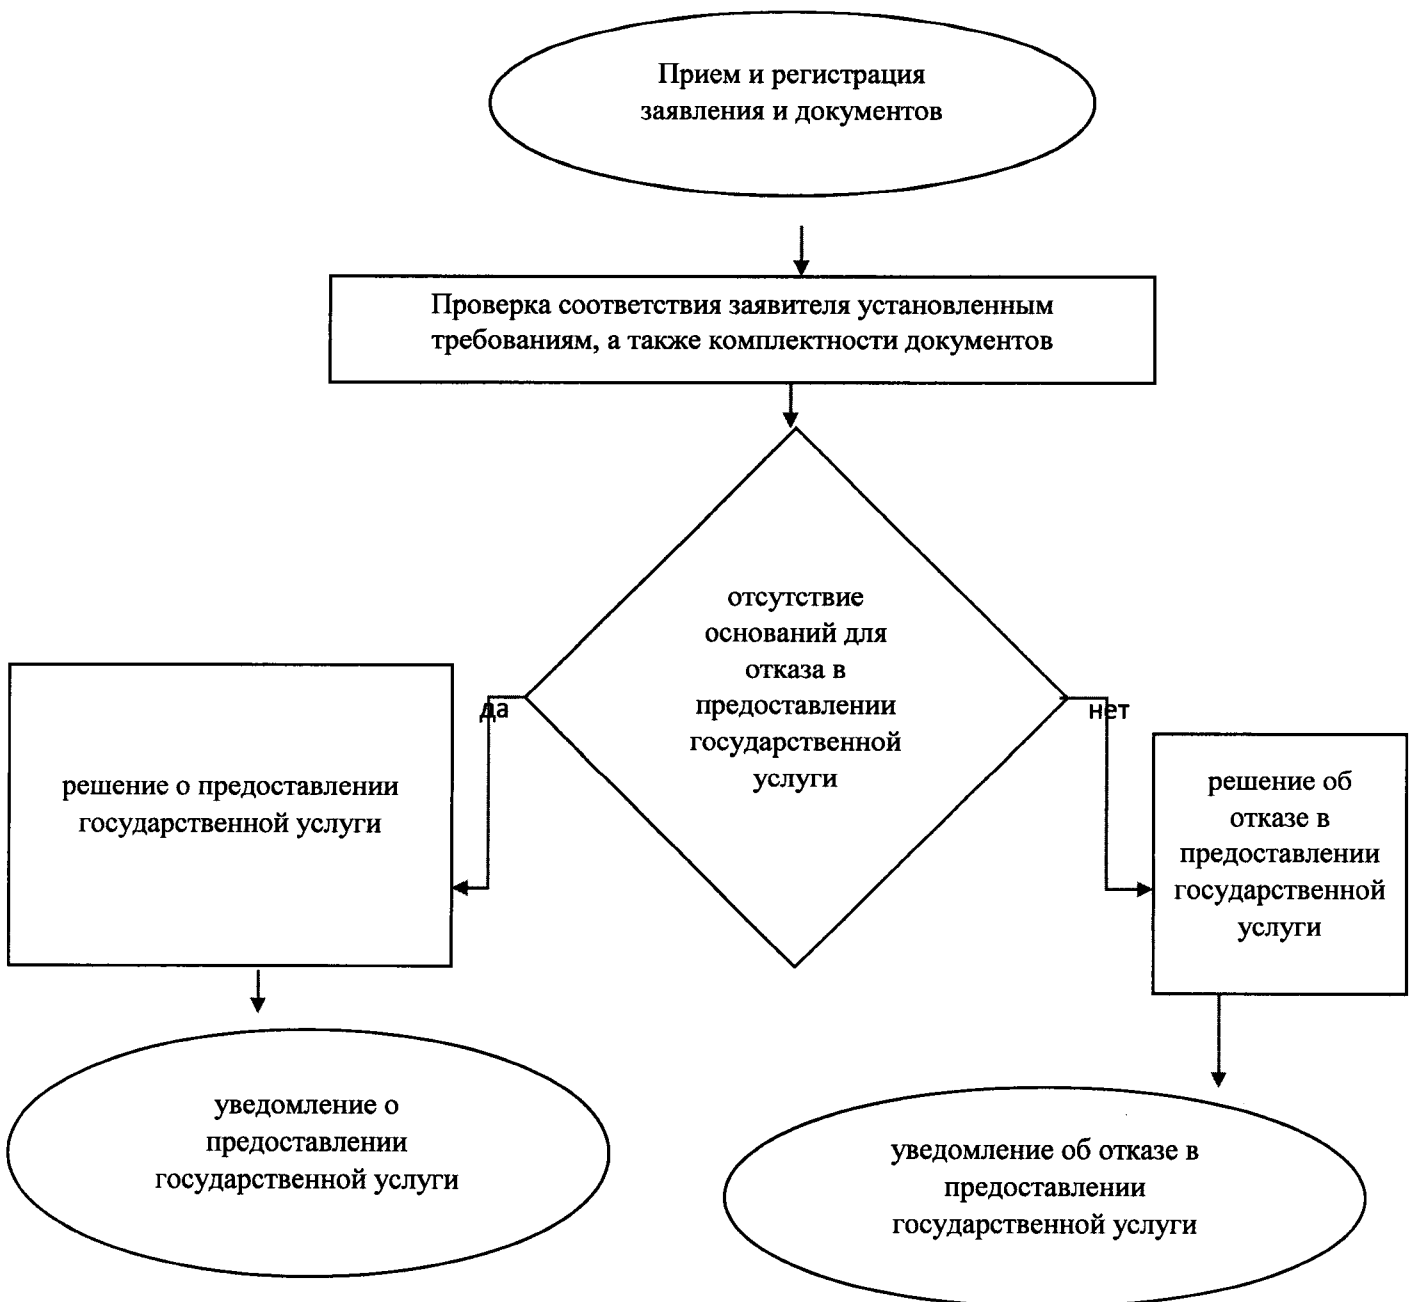 Прием и регистрация
заявления и документов
Проверка соответствия заявителя установленным
требованиям, а также комплектности документов
отсутствие
оснований для
отказа в
предоставлении
государственной
услуги
да
нет
решение о предоставлении
государственной услуги
решение об
отказе в
предоставлении
государственной
услуги
уведомление о
предоставлении
государственной услуги
уведомление об отказе в
предоставлении
государственной услуги